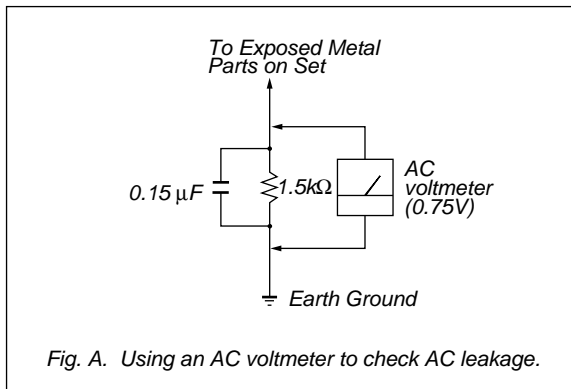 To Exposed Metal
Parts on Set
0.15 µF
1.5kΩ
AC
voltmeter
(0.75V)
Earth Ground
Fig. A. Using an AC voltmeter to check AC leakage.